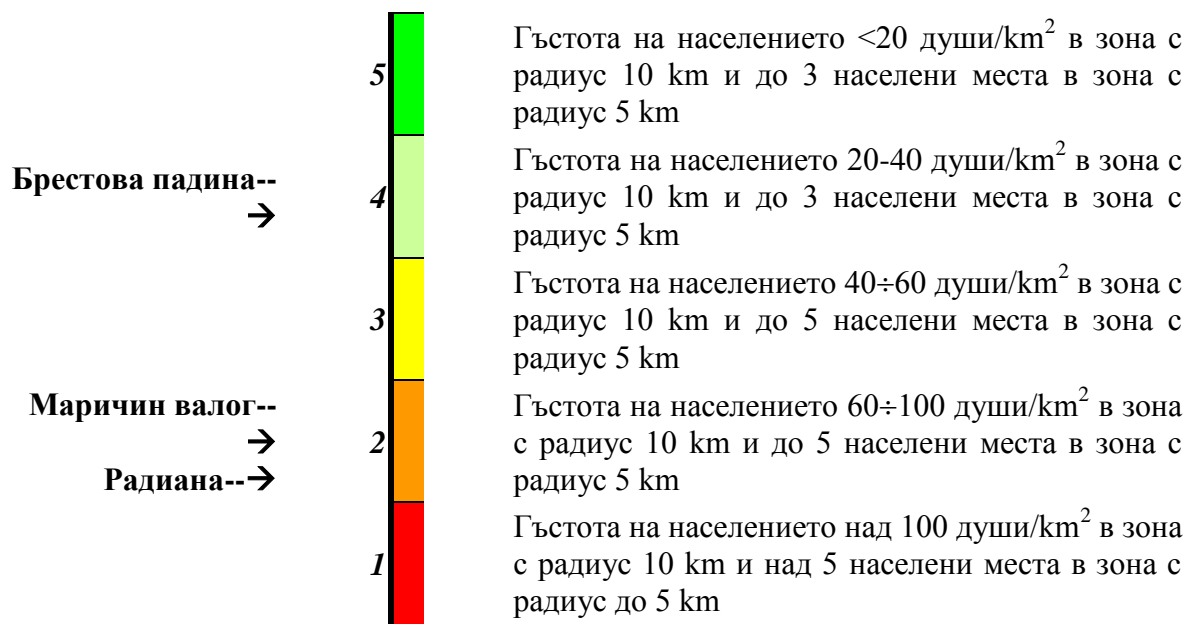 Гъстота на населението <20 души/km² в зона с
5 радиус 10 km и до 3 населени места в зона с
радиус 5 km
Гъстота на населението 20-40 души/km² в зона с
Брестова падина--
→ 4 радиус 10 km и до 3 населени места в зона с
радиус 5 km
Гъстота на населението 40÷60 души/km² в зона с
3 радиус 10 km и до 5 населени места в зона с
радиус 5 km
Маричин валог--
Гъстота на населението 60÷100 души/km² в зона
→ 2 с радиус 10 km и до 5 населени места в зона с
Радиана--→
радиус 5 km
Гъстота на населението над 100 души/km² в зона
1 с радиус 10 km и над 5 населени места в зона с
радиус до 5 km